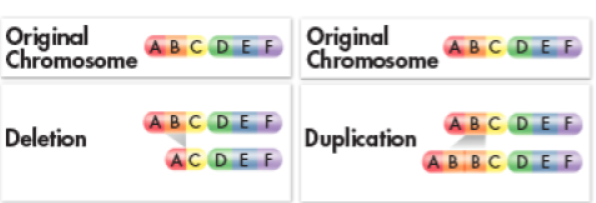 Original
Chromosome
A B C D E F
Deletion
A B C D E F
A C D E F
Original
Chromosome
A B C D E F
Duplication
A B C D E F
A B B C D E F